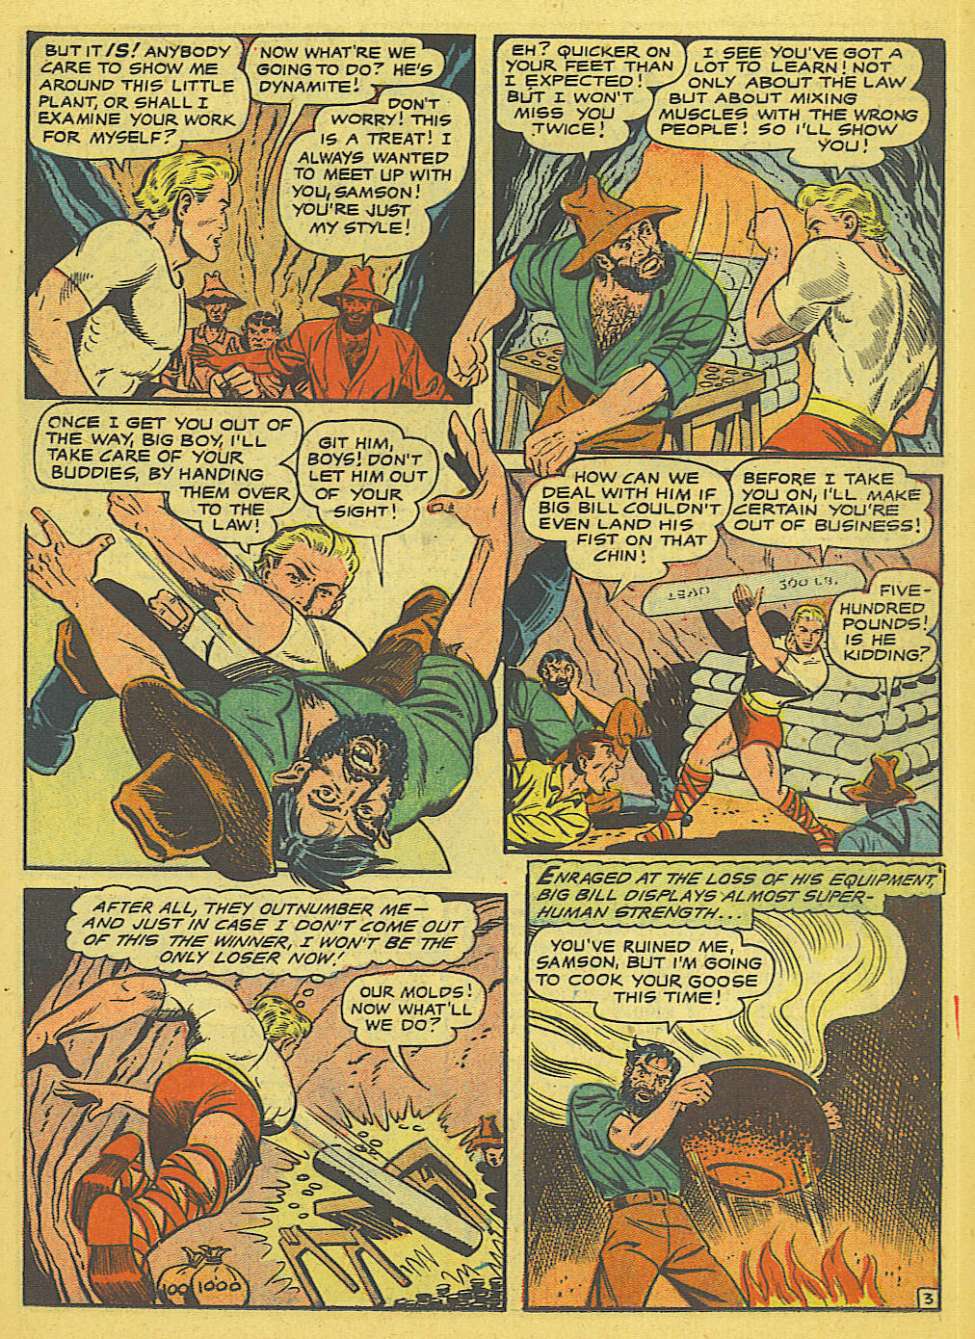 BUT IT IS! ANYBODY
CARE TO SHOW ME
AROUND THIS LITTLE
PLANT, OR SHALL I
EXAMINE YOUR WORK
FOR MYSELF?
NOW WHAT'RE WE
GOING TO DO? HE'S
DYNAMITE!
DON'T
WORRY! THIS
IS A TREAT! I
ALWAYS WANTED
TO MEET UP WITH
YOU, SAMSON!
YOU'RE JUST
MY STYLE!
EH? QUICKER ON
YOUR FEET THAN
I EXPECTED!
BUT I WON'T
MISS YOU
TWICE!
I SEE YOU'VE GOT A
LOT TO LEARN! NOT
ONLY ABOUT THE LAW
BUT ABOUT MIXING
MUSCLES WITH THE WRONG
PEOPLE! SO I'LL SHOW
YOU!
ONCE I GET YOU OUT OF
THE WAY, BIG BOY, I'LL
TAKE CARE OF YOUR
BUDDIES, BY HANDING
THEM OVER
TO THE
LAW!
GIT HIM,
BOYS! DON'T
LET HIM OUT
OF YOUR
SIGHT!
HOW CAN WE
DEAL WITH HIM IF
BIG BILL COULDN'T
EVEN LAND HIS
FIST ON THAT
CHIN!
BEFORE I TAKE
YOU ON, I'LL MAKE
CERTAIN YOU'RE
OUT OF BUSINESS!
LEAD 500 LB.
FIVE-
HUNDRED
POUNDS!
IS HE
KIDDING?
AFTER ALL, THEY OUTNUMBER ME—
AND JUST IN CASE I DON'T COME OUT
OF THIS THE WINNER, I WON'T BE THE
ONLY LOSER NOW!
OUR MOLDS!
NOW WHAT'LL
WE DO?
100 1000
ENRAGED AT THE LOSS OF HIS EQUIPMENT,
BIG BILL DISPLAYS ALMOST SUPER-
HUMAN STRENGTH...
YOU'VE RUINED ME,
SAMSON, BUT I'M GOING
TO COOK YOUR GOOSE
THIS TIME!
3